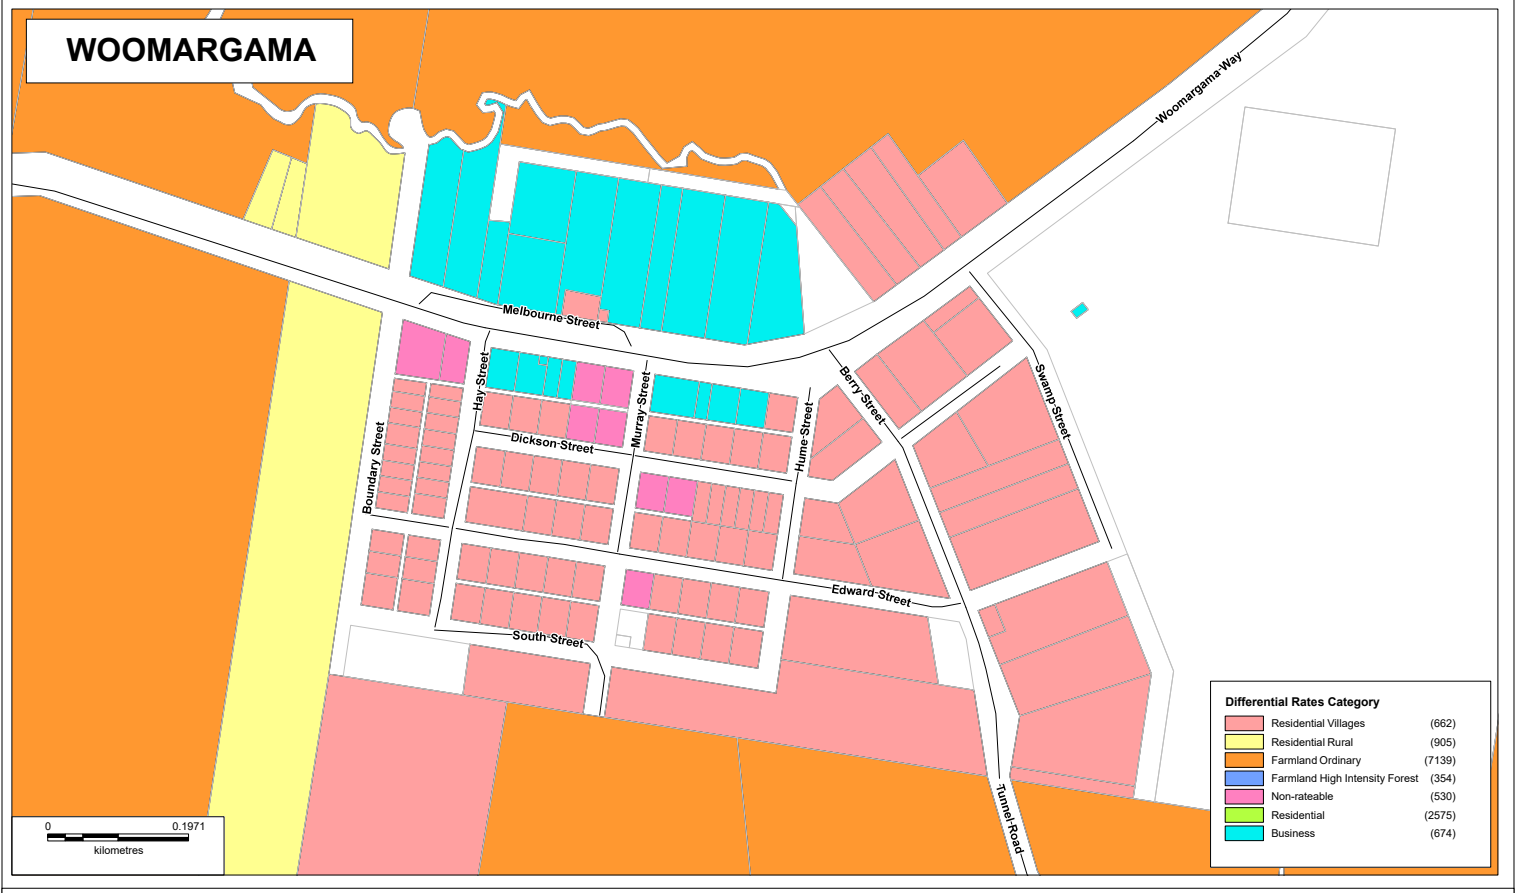 WOOMARGAMA
Woomargama Way
Melbourne Street
Hay Street
Murray Street
Hume Street
Berry Street
Swamp Street
Boundary Street
Dickson Street
Edward Street
South Street
Tunnel Road
Differential Rates Category
Residential Villages (662)
Residential Rural (905)
Farmland Ordinary (7139)
Farmland High Intensity Forest (354)
Non-rateable (530)
Residential (2575)
Business (674)
0 0.1971
kilometres